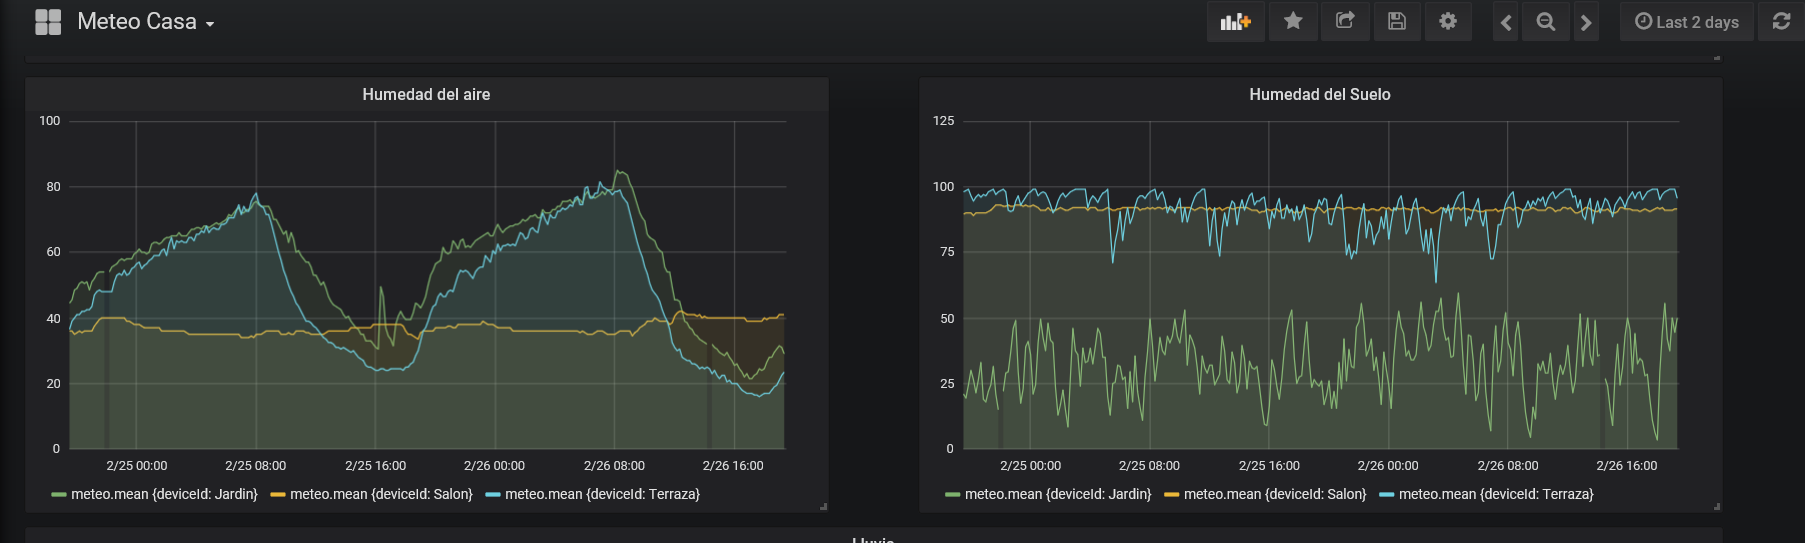 Meteo Casa
Last 2 days
Humedad del aire
100
80
60
40
20
0
2/25 00:00 2/25 08:00 2/25 16:00 2/26 00:00 2/26 08:00 2/26 16:00
meteo.mean {deviceId: Jardin} meteo.mean {deviceId: Salon} meteo.mean {deviceId: Terraza}
Humedad del Suelo
125
100
75
50
25
0
2/25 00:00 2/25 08:00 2/25 16:00 2/26 00:00 2/26 08:00 2/26 16:00
meteo.mean {deviceId: Jardin} meteo.mean {deviceId: Salon} meteo.mean {deviceId: Terraza}